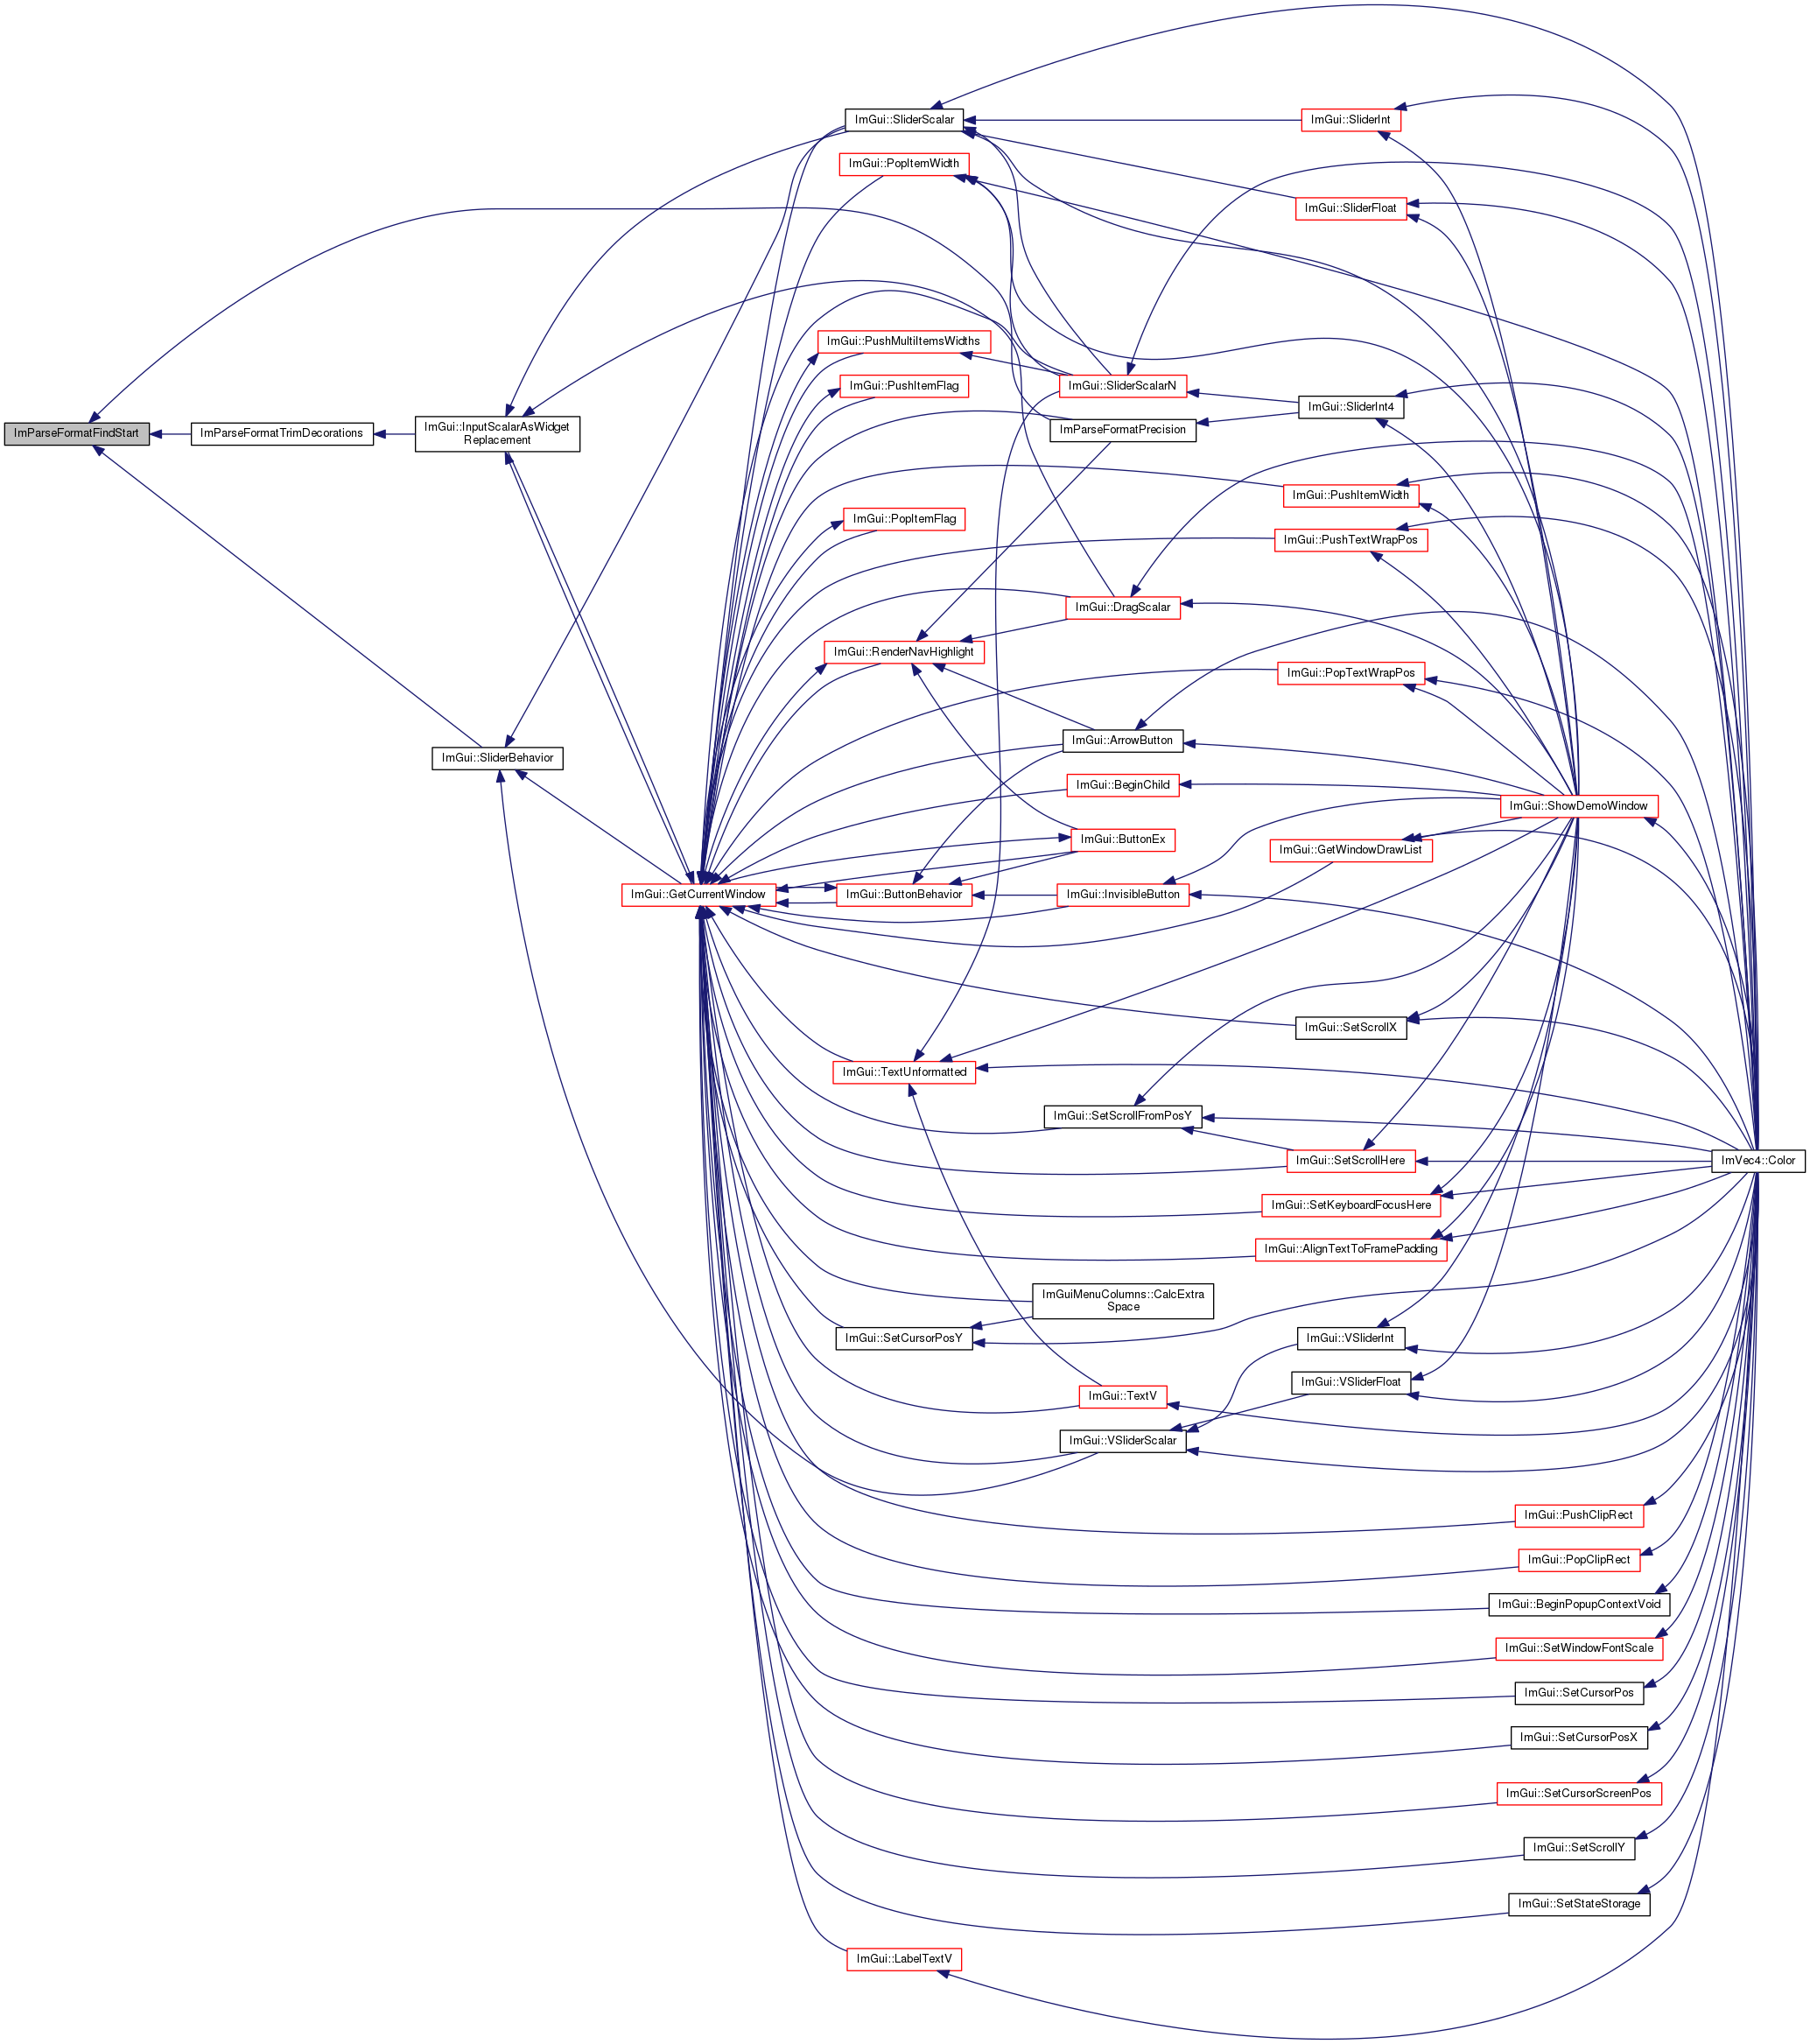 ImGui::SliderScalar
ImGui::SliderInt
ImGui::PopItemWidth
ImGui::SliderFloat
ImGui::PushMultiItemsWidths
ImGui::PushItemFlag
ImGui::SliderScalarN
ImGui::SliderInt4
ImParseFormatFindStart
ImParseFormatTrimDecorations
ImGui::InputScalarAsWidget
Replacement
ImParseFormatPrecision
ImGui::PushItemWidth
ImGui::PopItemFlag
ImGui::PushTextWrapPos
ImGui::DragScalar
ImGui::RenderNavHighlight
ImGui::PopTextWrapPos
ImGui::ArrowButton
ImGui::SliderBehavior
ImGui::BeginChild
ImGui::ShowDemoWindow
ImGui::ButtonEx
ImGui::GetWindowDrawList
ImGui::GetCurrentWindow
ImGui::ButtonBehavior
ImGui::InvisibleButton
ImGui::SetScrollX
ImGui::TextUnformatted
ImGui::SetScrollFromPosY
ImGui::SetScrollHere
ImVec4::Color
ImGui::SetKeyboardFocusHere
ImGui::AlignTextToFramePadding
ImGuiMenuColumns::CalcExtra
Space
ImGui::SetCursorPosY
ImGui::VSliderInt
ImGui::VSliderFloat
ImGui::TextV
ImGui::VSliderScalar
ImGui::PushClipRect
ImGui::PopClipRect
ImGui::BeginPopupContextVoid
ImGui::SetWindowFontScale
ImGui::SetCursorPos
ImGui::SetCursorPosX
ImGui::SetCursorScreenPos
ImGui::SetScrollY
ImGui::SetStateStorage
ImGui::LabelTextV